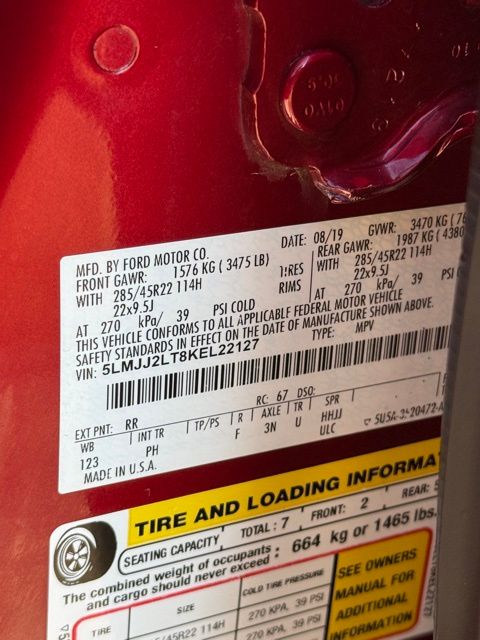 MFD. BY FORD MOTOR CO. DATE: 08/19 GVWR: 3470 KG
FRONT GAWR: 1576 KG ( 3475 LB) REAR GAWR: 1987 KG ( 4380
WITH 285/45R22 114H TIRES WITH 285/45R22 114H
22x9.5J RIMS 22x9.5J
AT 270 kPa/ 39 PSI COLD AT 270 kPa/ 39 PSI C
THIS VEHICLE CONFORMS TO ALL APPLICABLE FEDERAL MOTOR VEHICLE
SAFETY STANDARDS IN EFFECT ON THE DATE OF MANUFACTURE SHOWN ABOVE.
VIN: 5LMJJ2LT8KEL22127 TYPE: MPV
EXT PNT: RR RC: 67 DSO:
WB INT TR TP/PS R AXLE TR SPR
123 PH F 3N U HHJJ
MADE IN U.S.A. ULC
TIRE AND LOADING INFORMA
SEATING CAPACITY TOTAL: 7 FRONT: 2 REAR: 5
The combined weight of occupants
and cargo should never exceed : 664 kg or 1465 lbs.
TIRE SIZE COLD TIRE PRESSURE SEE OWNERS
MANUAL FOR
/45R22 114H 270 KPA, 39 PSI ADDITIONAL
270 KPA, 39 PSI INFORMATION